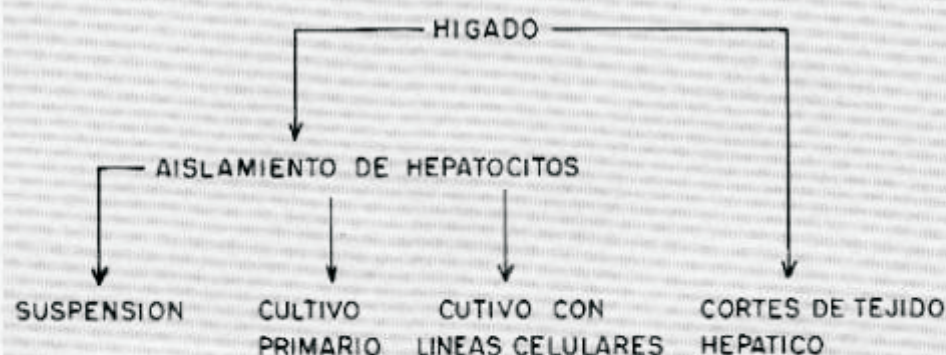 HIGADO
AISLAMIENTO DE HEPATOCITOS
SUSPENSION
CULTIVO
PRIMARIO
CUTIVO CON
LINEAS CELULARES
CORTES DE TEJIDO
HEPATICO